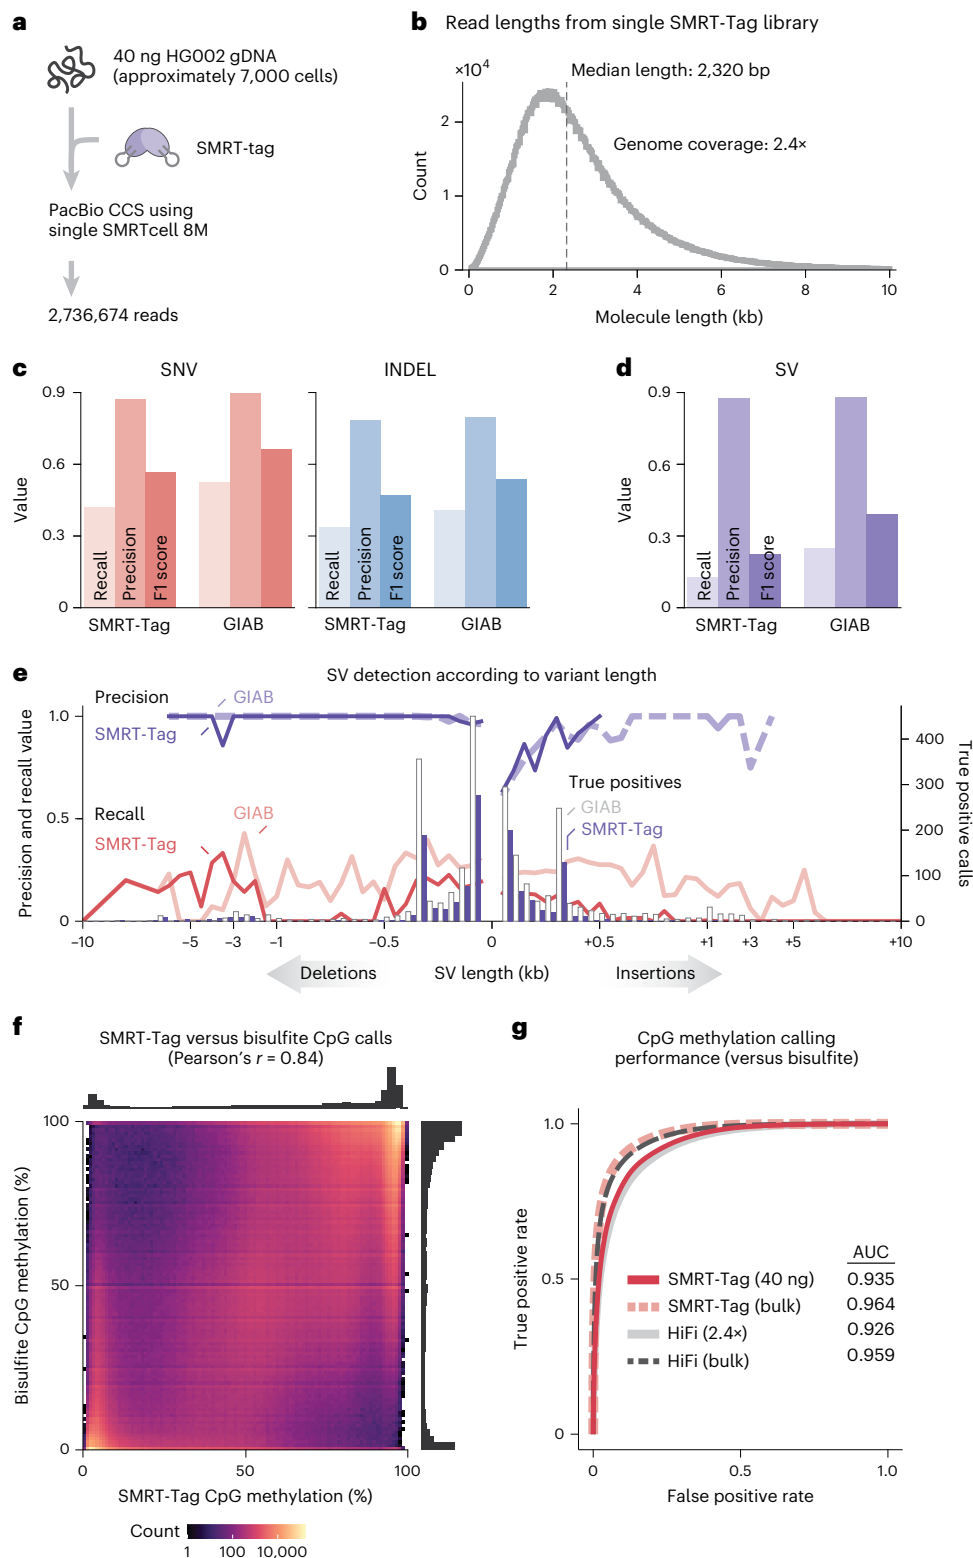 a
40 ng HG002 gDNA
(approximately 7,000 cells)
SMRT-tag
PacBio CCS using
single SMRTcell 8M
2,736,674 reads
b Read lengths from single SMRT-Tag library
×10⁴
Median length: 2,320 bp
Genome coverage: 2.4×
Count
2
1
0
0 2 4 6 8 10
Molecule length (kb)
c
SNV
INDEL
Value
0.9
0.6
0.3
0
Recall
Precision
F1 score
Recall
Precision
F1 score
SMRT-Tag GIAB
SMRT-Tag GIAB
d
SV
Value
0.9
0.6
0.3
0
Recall
Precision
F1 score
SMRT-Tag GIAB
e
SV detection according to variant length
Precision
GIAB
SMRT-Tag
Recall
GIAB
SMRT-Tag
True positives
GIAB
SMRT-Tag
Precision and recall value
1.0
0.5
0
True positive calls
400
300
200
100
0
−10 −5 −3 −1 −0.5 0 +0.5 +1 +3 +5 +10
Deletions SV length (kb) Insertions
f
SMRT-Tag versus bisulfite CpG calls
(Pearson's r = 0.84)
Bisulfite CpG methylation (%)
100
50
0
0 50 100
SMRT-Tag CpG methylation (%)
Count
1 100 10,000
g
CpG methylation calling
performance (versus bisulfite)
True positive rate
1.0
0.5
0
AUC
SMRT-Tag (40 ng) 0.935
SMRT-Tag (bulk) 0.964
HiFi (2.4×) 0.926
HiFi (bulk) 0.959
0 0.5 1.0
False positive rate